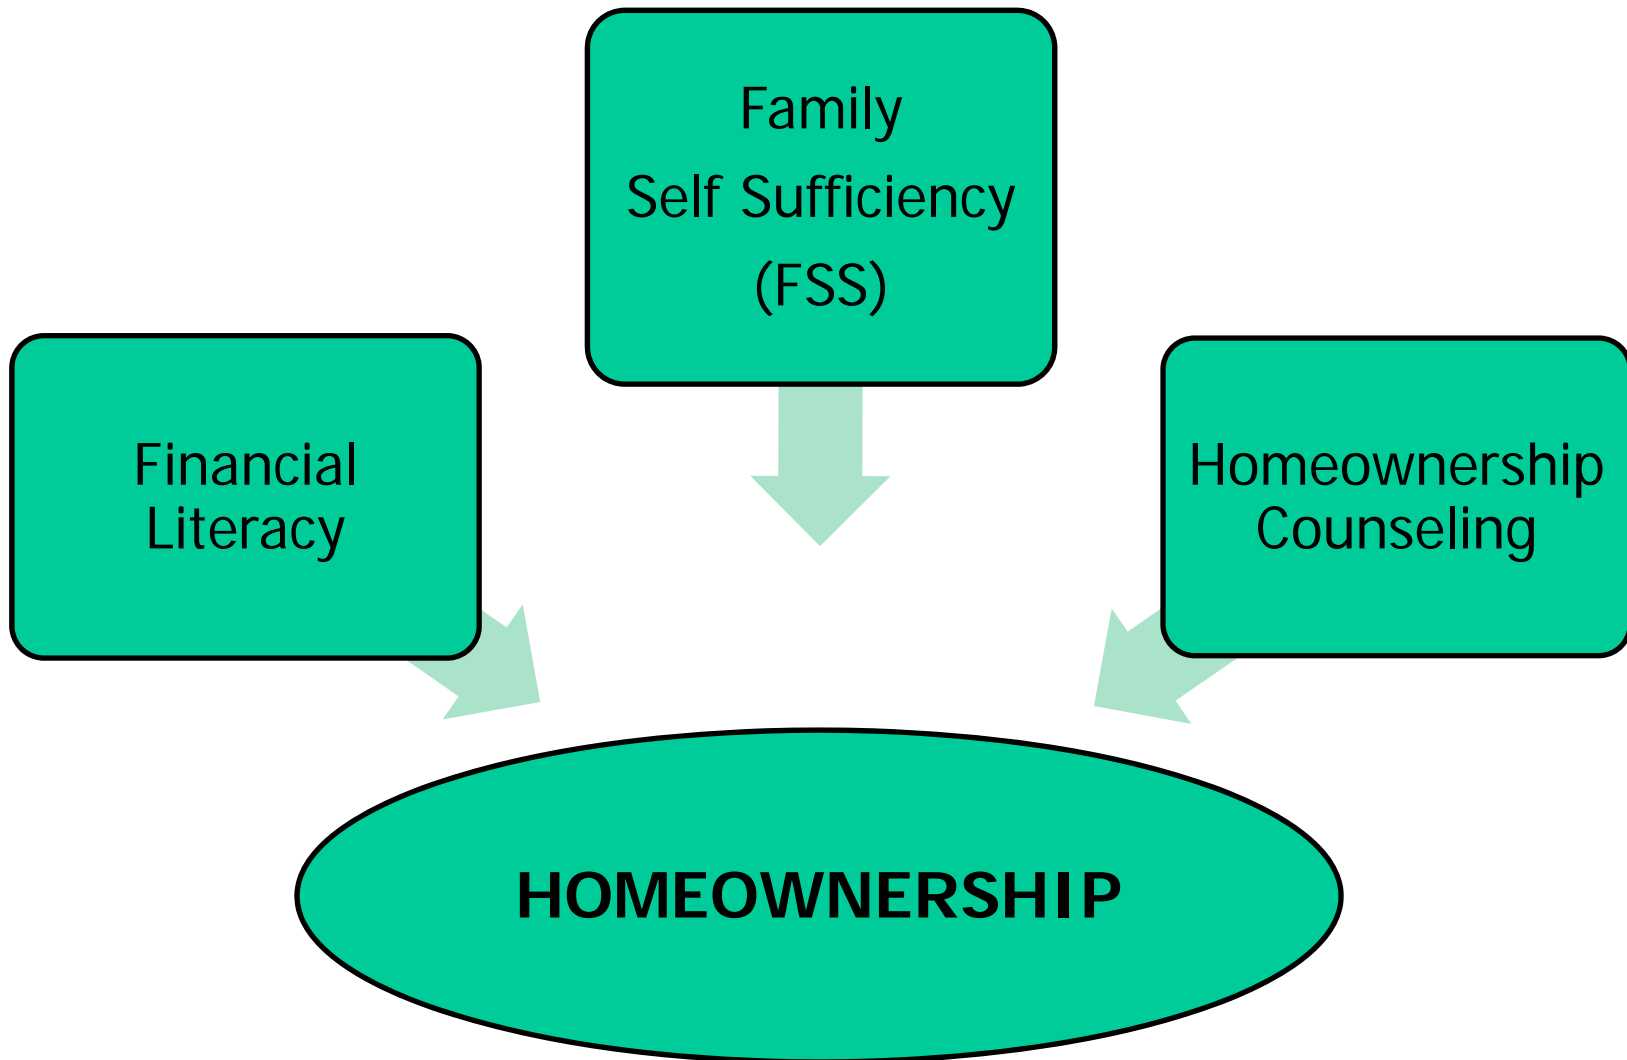 Family
Self Sufficiency
(FSS)
Financial
Literacy
Homeownership
Counseling
HOMEOWNERSHIP